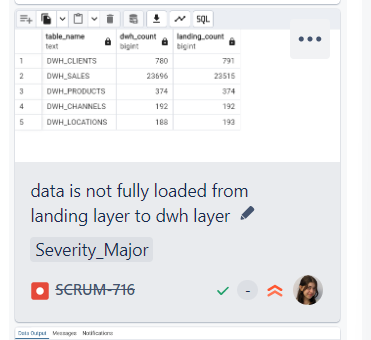 SQL
table_name dwh_count landing_count
text bigint bigint
1 DWH_CLIENTS 780 791
2 DWH_SALES 23696 23515
3 DWH_PRODUCTS 374 374
4 DWH_CHANNELS 192 192
5 DWH_LOCATIONS 188 193
data is not fully loaded from
landing layer to dwh layer
Severity_Major
SCRUM-716
-
Data Output Messages Notifications